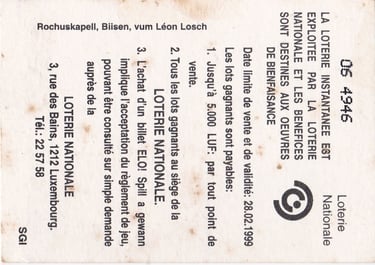 Rochuskapell, Biisen, vum Léon Losch
06 4946
Loterie
Nationale
LA LOTERIE INSTANTANEE EST
EXPLOITEE PAR LA LOTERIE
NATIONALE ET LES BENEFICES
SONT DESTINES AUX OEUVRES
DE BIENFAISANCE
Date limite de vente et de validité: 28.02.1999
Les lots gagnants sont payables:
1. Jusqu'à 5.000 LUF: par tout point de
vente.
2. Tous les lots gagnants au siège de la
LOTERIE NATIONALE.
3. L'achat d'un billet ELO! Spill a gewann
implique l'acceptation du règlement de jeu,
pouvant être consulté sur simple demande
auprès de la
LOTERIE NATIONALE
3, rue des Bains, 1212 Luxembourg.
Tél.: 22 57 58
SGI